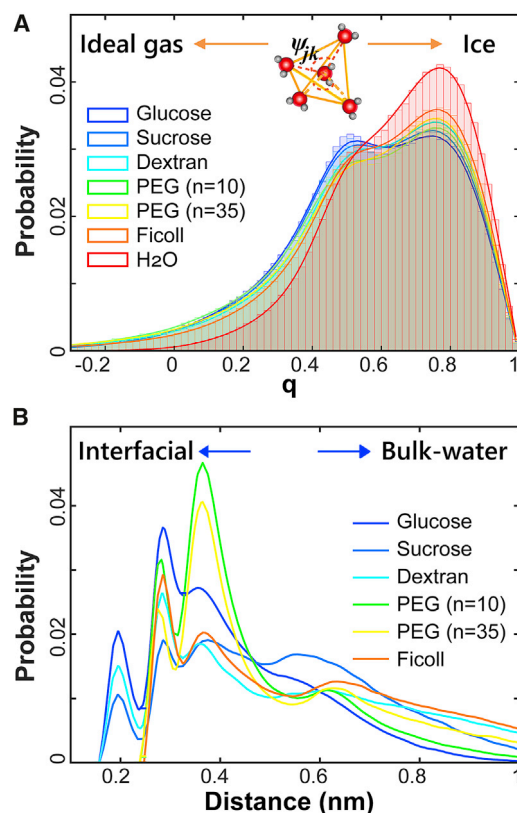 A
Ideal gas
Ice
ψjk
Probability
0.04
0.02
0
Glucose
Sucrose
Dextran
PEG (n=10)
PEG (n=35)
Ficoll
H2O
-0.2 0 0.2 0.4 0.6 0.8 1
q
B
Interfacial
Bulk-water
Probability
0.04
0.02
0
Glucose
Sucrose
Dextran
PEG (n=10)
PEG (n=35)
Ficoll
0.2 0.4 0.6 0.8 1
Distance (nm)